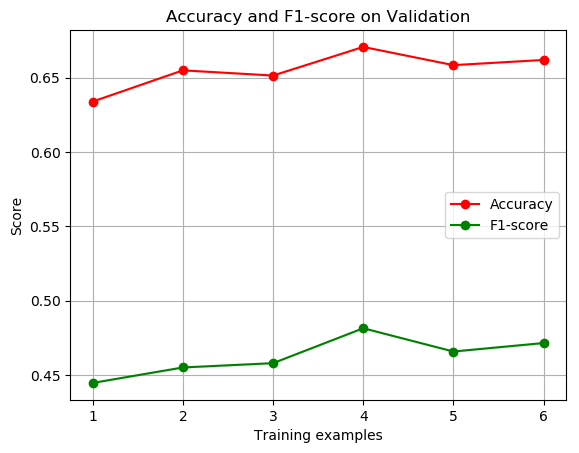 Accuracy and F1-score on Validation
0.65
0.60
0.55
0.50
0.45
Score
Accuracy
F1-score
1 2 3 4 5 6
Training examples